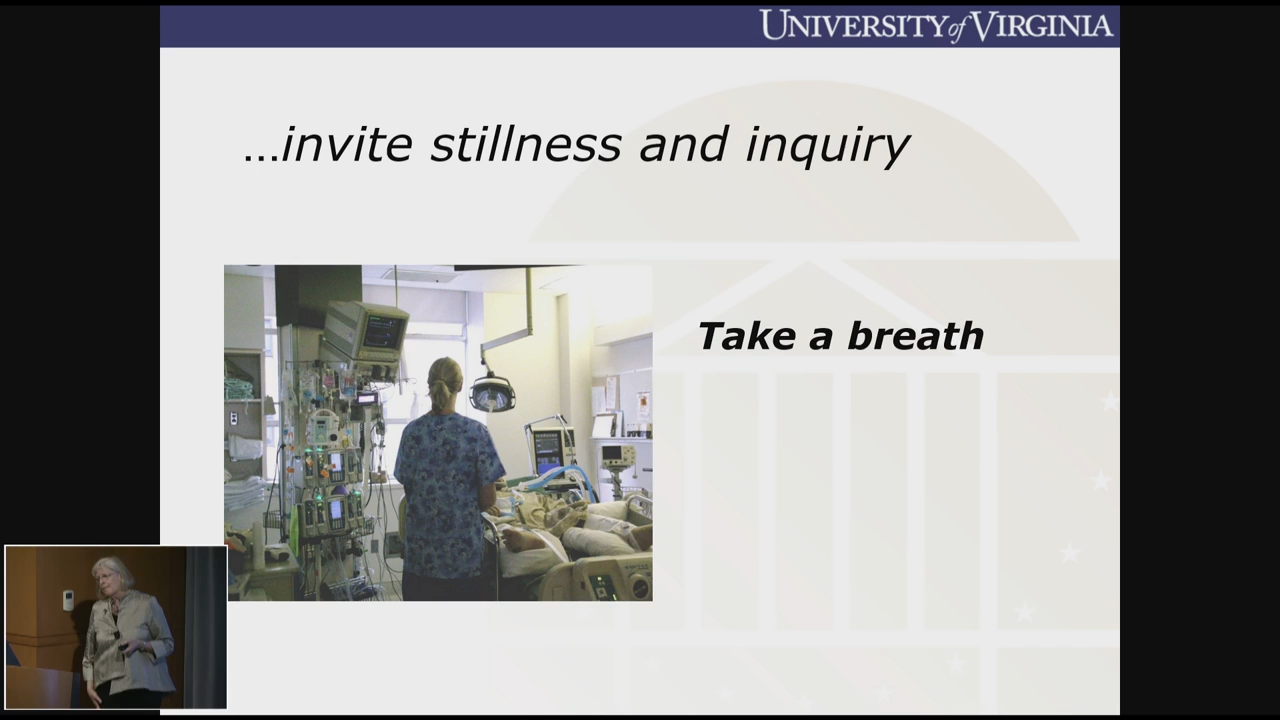 UNIVERSITY of VIRGINIA
...invite stillness and inquiry
Take a breath